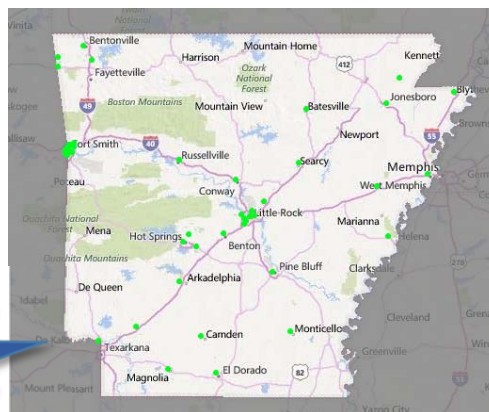 Vinita
Bentonville
Mountain Home
Kennett
Harrison
412
Fayetteville
Ozark
National
Forest
Jonesboro
49
Boston Mountains
Mountain View
Batesville
Newport
55
Fort Smith
40
Russellville
Searcy
Memphis
Poteau
Conway
West Memphis
Little Rock
Ouachita National
Forest
Mena
Hot Springs
Marianna
Helena
Benton
Ouachita Mountains
Pine Bluff
Clarksdale
De Queen
Arkadelphia
Idabel
Cleveland
Camden
Monticello
Texarkana
Greenville
El Dorado
82
Magnolia
Mount Pleasant
Yazoo City